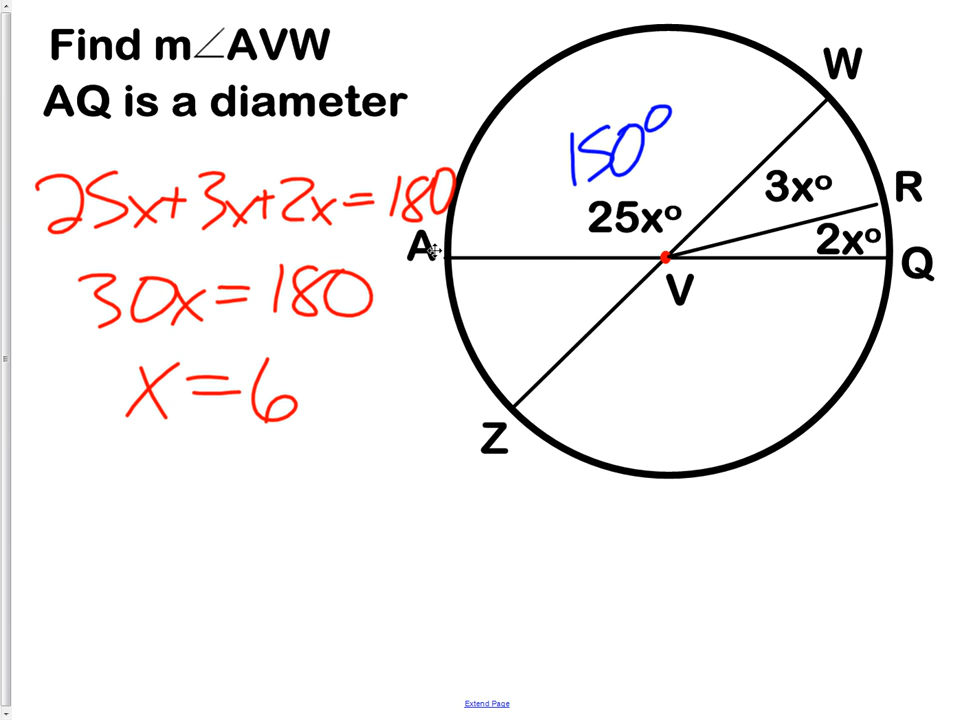 Find m∠AVW
AQ is a diameter
25x+3x+2x=180
30x=180
x=6
W
150°
3x°
R
25x°
2x°
A
Q
V
Z
Extend Page